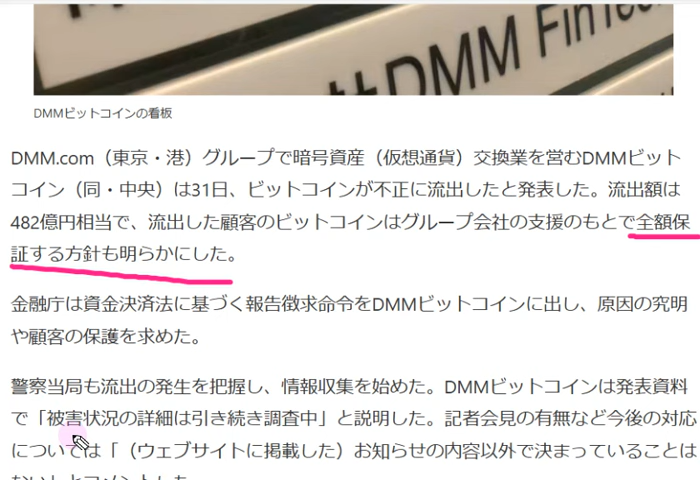 DMM FinTec
DMMビットコインの看板
DMM.com（東京・港）グループで暗号資産（仮想通貨）交換業を営むDMMビット
コイン（同・中央）は31日、ビットコインが不正に流出したと発表した。流出額は
482億円相当で、流出した顧客のビットコインはグループ会社の支援のもとで全額保
証する方針も明らかにした。
金融庁は資金決済法に基づく報告徴求命令をDMMビットコインに出し、原因の究明
や顧客の保護を求めた。
警察当局も流出の発生を把握し、情報収集を始めた。DMMビットコインは発表資料
で「被害状況の詳細は引き続き調査中」と説明した。記者会見の有無など今後の対応
については「（ウェブサイトに掲載した）お知らせの内容以外で決まっていることは